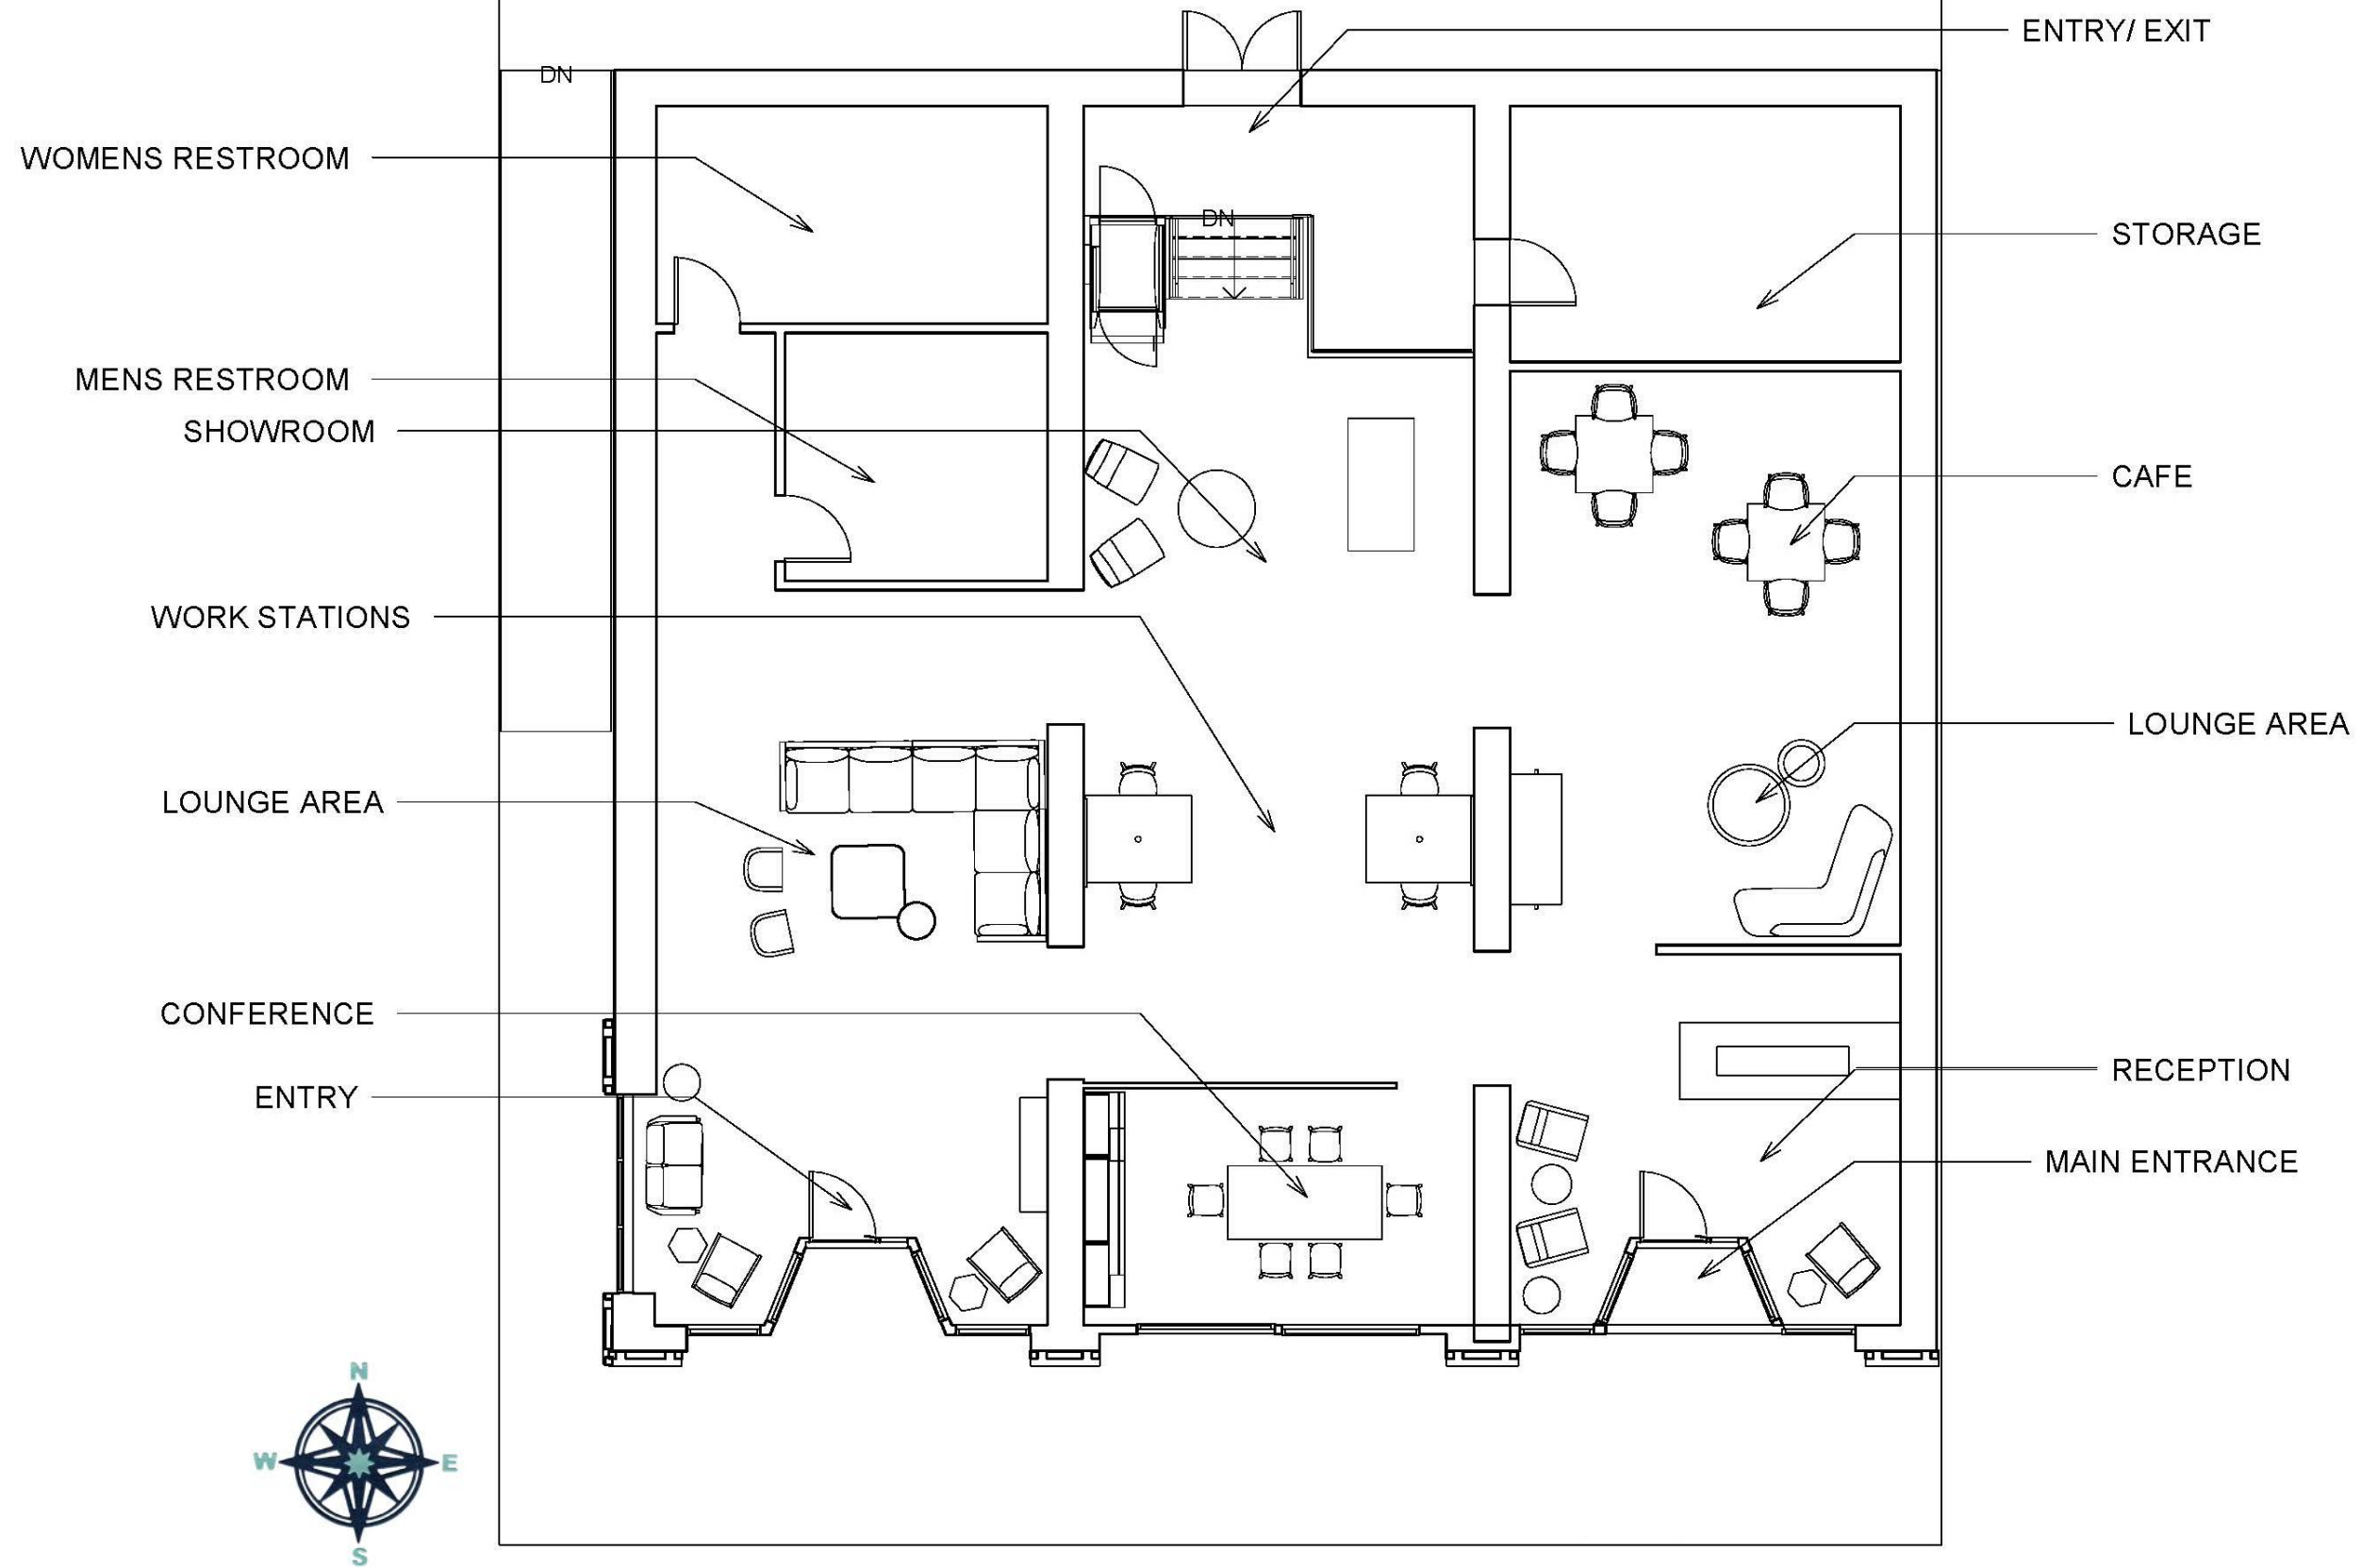 ENTRY/ EXIT
DN
WOMENS RESTROOM
DN
STORAGE
MENS RESTROOM
SHOWROOM
CAFE
WORK STATIONS
LOUNGE AREA
LOUNGE AREA
CONFERENCE
RECEPTION
ENTRY
MAIN ENTRANCE
N
W
E
S